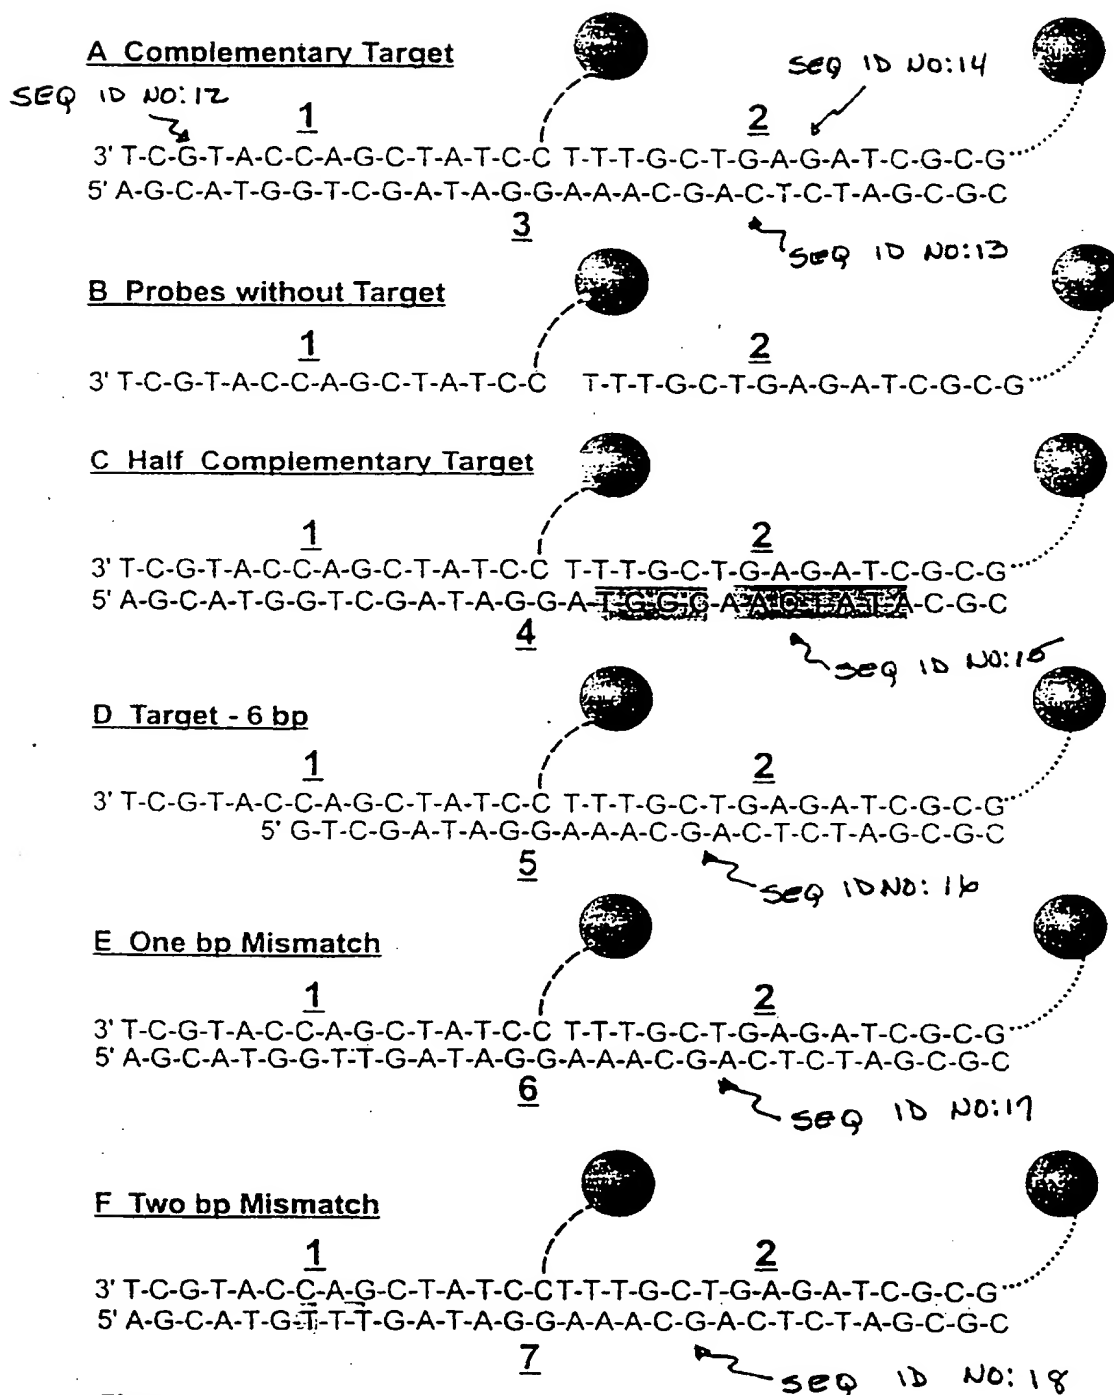 A Complementary Target
SEQ ID NO:12
SEQ ID NO:14
1 2
3' T-C-G-T-A-C-C-A-G-C-T-A-T-C-C T-T-T-G-C-T-G-A-G-A-T-C-G-C-G
5' A-G-C-A-T-G-G-T-C-G-A-T-A-G-G-A-A-A-C-G-A-C-T-C-T-A-G-C-G-C
3
SEQ ID NO:13
B Probes without Target
1 2
3' T-C-G-T-A-C-C-A-G-C-T-A-T-C-C T-T-T-G-C-T-G-A-G-A-T-C-G-C-G
C Half Complementary Target
1 2
3' T-C-G-T-A-C-C-A-G-C-T-A-T-C-C T-T-T-G-C-T-G-A-G-A-T-C-G-C-G
5' A-G-C-A-T-G-G-T-C-G-A-T-A-G-G-A-T-G-G-C-A-A-C-T-A-T-A-C-G-C
4
SEQ ID NO:15
D Target - 6 bp
1 2
3' T-C-G-T-A-C-C-A-G-C-T-A-T-C-C T-T-T-G-C-T-G-A-G-A-T-C-G-C-G
5' G-T-C-G-A-T-A-G-G-A-A-A-C-G-A-C-T-C-T-A-G-C-G-C
5
SEQ ID NO:16
E One bp Mismatch
1 2
3' T-C-G-T-A-C-C-A-G-C-T-A-T-C-C T-T-T-G-C-T-G-A-G-A-T-C-G-C-G
5' A-G-C-A-T-G-G-T-T-G-A-T-A-G-G-A-A-A-C-G-A-C-T-C-T-A-G-C-G-C
6
SEQ ID NO:17
F Two bp Mismatch
1 2
3' T-C-G-T-A-C-C-A-G-C-T-A-T-C-C-T-T-T-G-C-T-G-A-G-A-T-C-G-C-G
5' A-G-C-A-T-G-T-T-T-G-A-T-A-G-G-A-A-A-C-G-A-C-T-C-T-A-G-C-G-C
7
SEQ ID NO:18